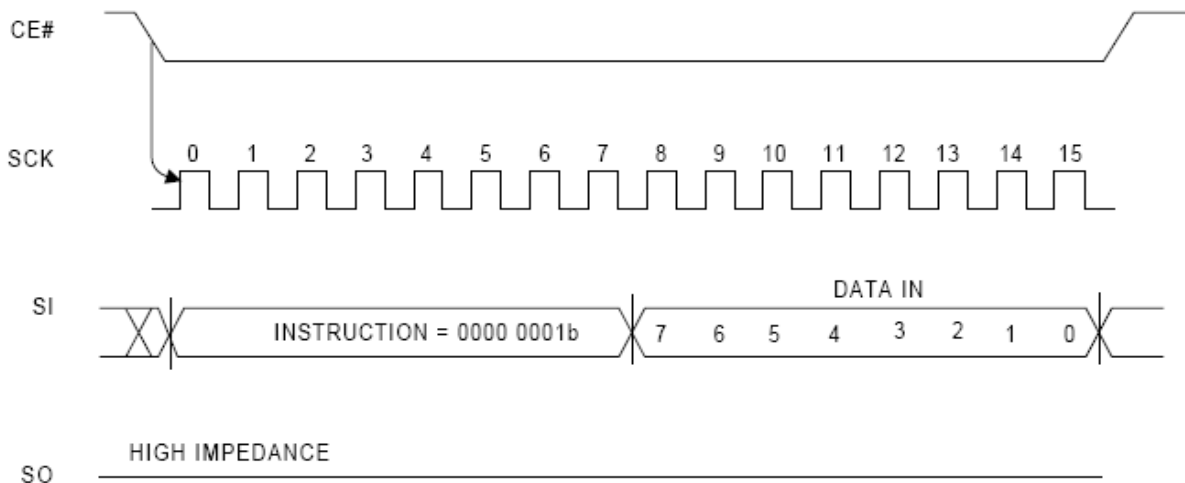 CE#
SCK
0 1 2 3 4 5 6 7 8 9 10 11 12 13 14 15
SI
DATA IN
INSTRUCTION = 0000 0001b
7 6 5 4 3 2 1 0
HIGH IMPEDANCE
SO